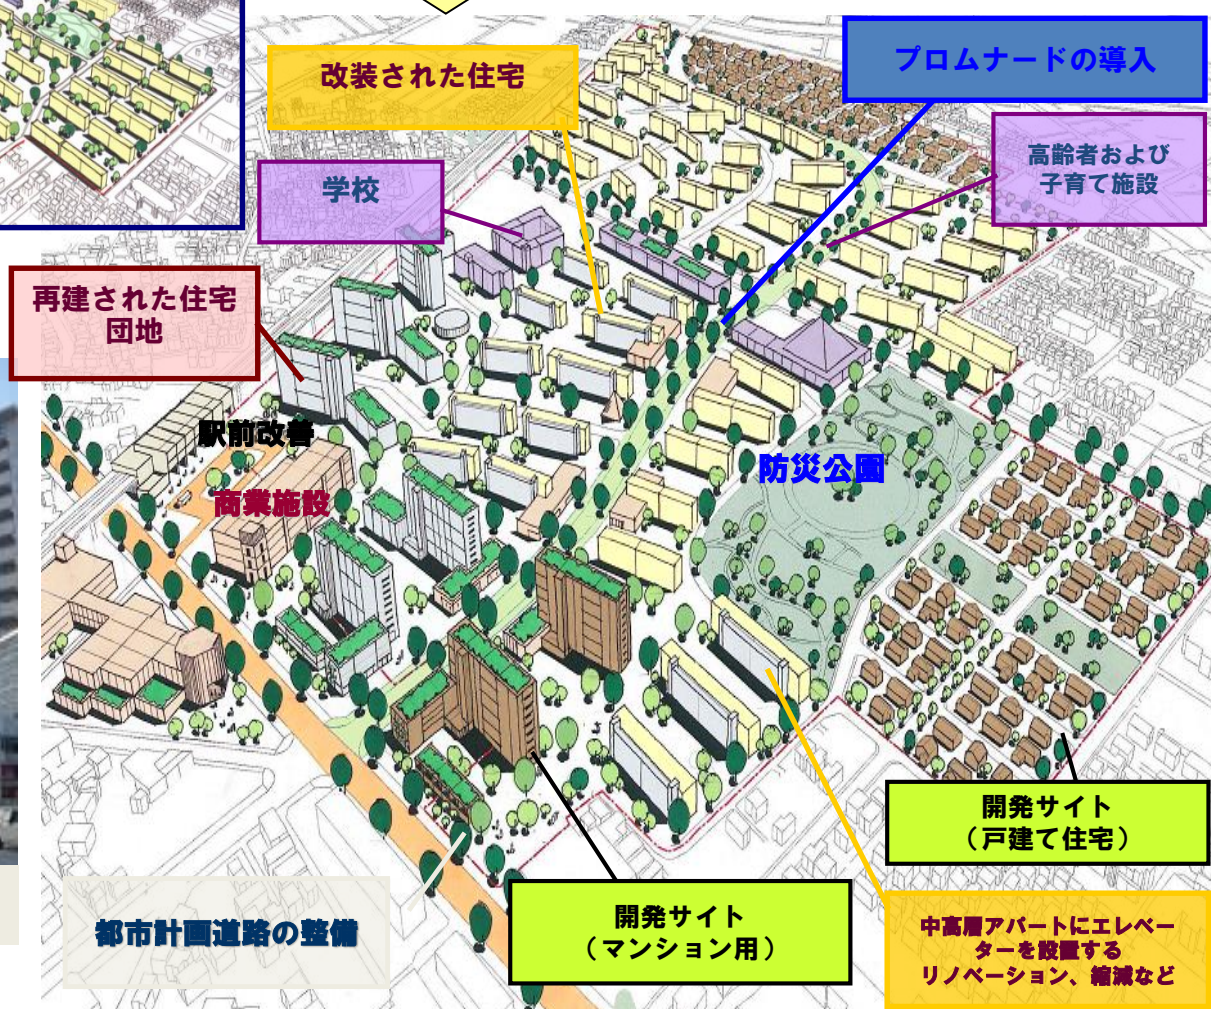 改装された住宅
プロムナードの導入
学校
高齢者および
子育て施設
再建された住宅
団地
駅前改善
商業施設
防災公園
開発サイト
（戸建て住宅）
都市計画道路の整備
開発サイト
（マンション用）
中高層アパートにエレベー
ターを設置する
リノベーション、縮減など